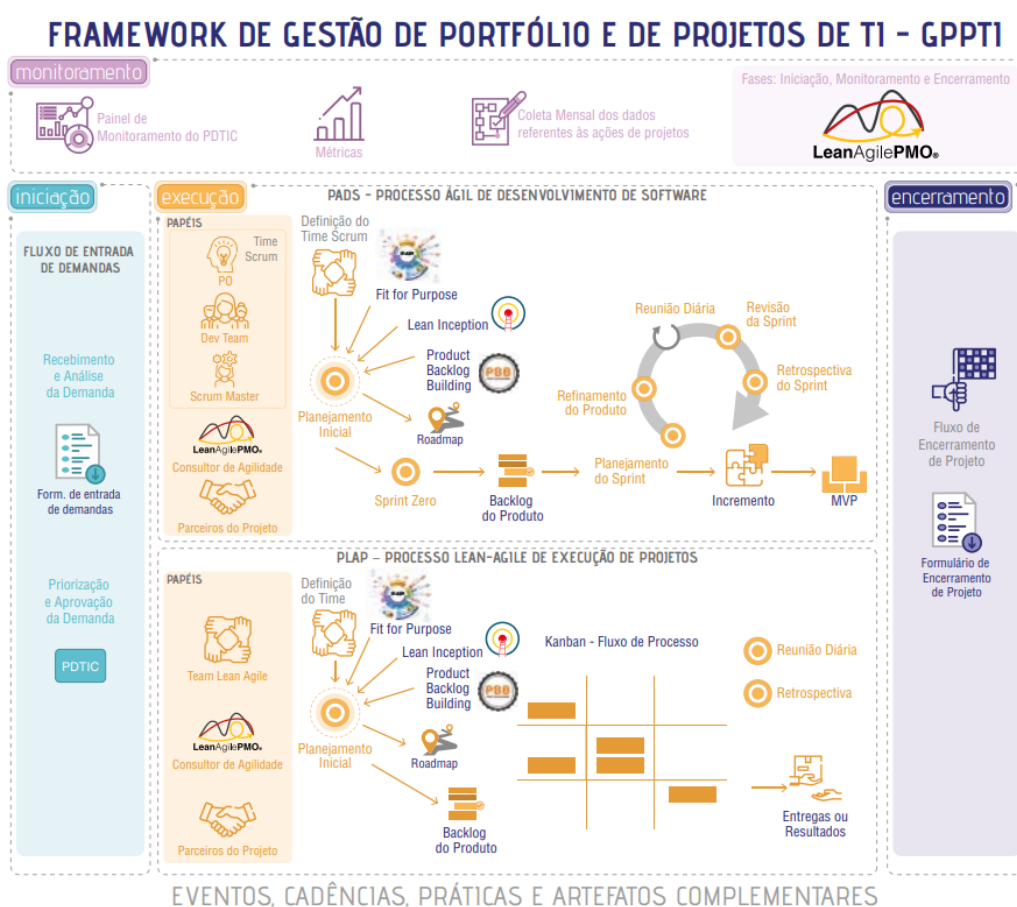 FRAMEWORK DE GESTÃO DE PORTFÓLIO E DE PROJETOS DE TI - GPPTI
monitoramento
Painel de
Monitoramento do PDTIC
Métricas
Coleta Mensal dos dados
referentes às ações de projetos
Fases: Iniciação, Monitoramento e Encerramento
LeanAgilePMO®
iniciação
FLUXO DE ENTRADA
DE DEMANDAS
Recebimento
e Análise
da Demanda
Form. de entrada
de demandas
Priorização
e Aprovação
da Demanda
PDTIC
execução
PADS - PROCESSO ÁGIL DE DESENVOLVIMENTO DE SOFTWARE
PAPÉIS
Time
Scrum
PO
Dev Team
Scrum Master
LeanAgilePMO®
Consultor de Agilidade
Parceiros do Projeto
Definição do
Time Scrum
Fit for Purpose
Lean Inception
Product
Backlog
Building
PBB
Planejamento
Inicial
Roadmap
Sprint Zero
Backlog
do Produto
Reunião Diária
Revisão
da Sprint
Retrospectiva
do Sprint
Refinamento
do Produto
Planejamento
do Sprint
Incremento
MVP
PLAP – PROCESSO LEAN-AGILE DE EXECUÇÃO DE PROJETOS
PAPÉIS
Team Lean Agile
LeanAgilePMO®
Consultor de Agilidade
Parceiros do Projeto
Definição
do Time
Fit for Purpose
Lean Inception
Product
Backlog
Building
PBB
Planejamento
Inicial
Roadmap
Backlog
do Produto
Kanban - Fluxo de Processo
Reunião Diária
Retrospectiva
Entregas ou
Resultados
encerramento
Fluxo de
Encerramento
de Projeto
Formulário de
Encerramento
de Projeto
EVENTOS, CADÊNCIAS, PRÁTICAS E ARTEFATOS COMPLEMENTARES